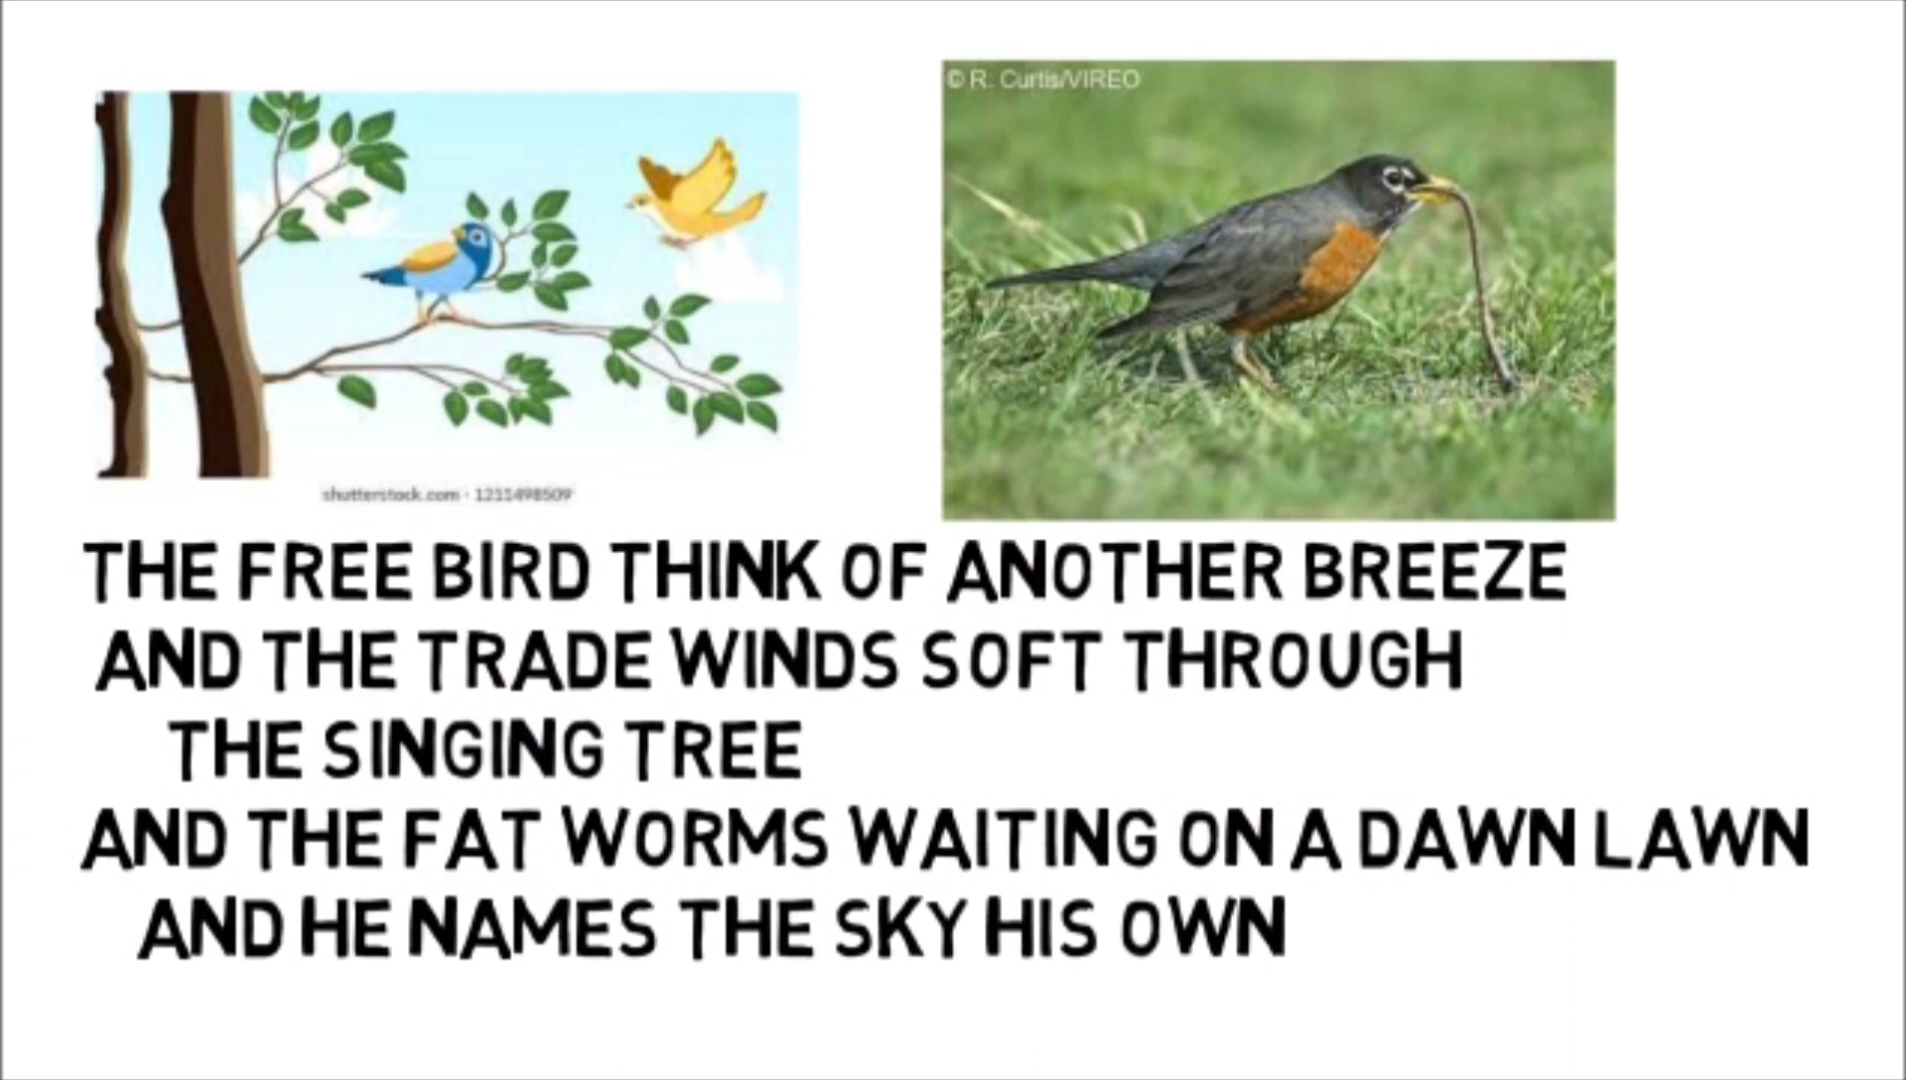 © R. Curtis/VIREO
shutterstock.com · 1211498509
THE FREE BIRD THINK OF ANOTHER BREEZE
AND THE TRADE WINDS SOFT THROUGH
THE SINGING TREE
AND THE FAT WORMS WAITING ON A DAWN LAWN
AND HE NAMES THE SKY HIS OWN